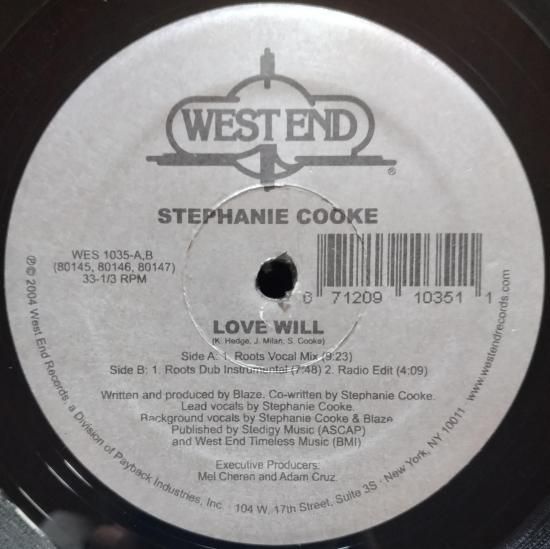 WEST END
®
STEPHANIE COOKE
WES 1035-A,B
(80145, 80146, 80147)
33-1/3 RPM
6 71209 10351 1
LOVE WILL
(K. Hedge, J. Milan, S. Cooke)
Side A: 1. Roots Vocal Mix (9:23)
Side B: 1. Roots Dub Instrumental (7:48) 2. Radio Edit (4:09)
Written and produced by Blaze. Co-written by Stephanie Cooke.
Lead vocals by Stephanie Cooke.
Background vocals by Stephanie Cooke & Blaze
Published by Sledigy Music (ASCAP)
and West End Timeless Music (BMI)
Executive Producers:
Mel Cheren and Adam Cruz.
℗ © 2004 West End Records, a Division of Payback Industries, Inc. · 104 W. 17th Street, Suite 3S · New York, NY 10011 · www.westendrecords.com